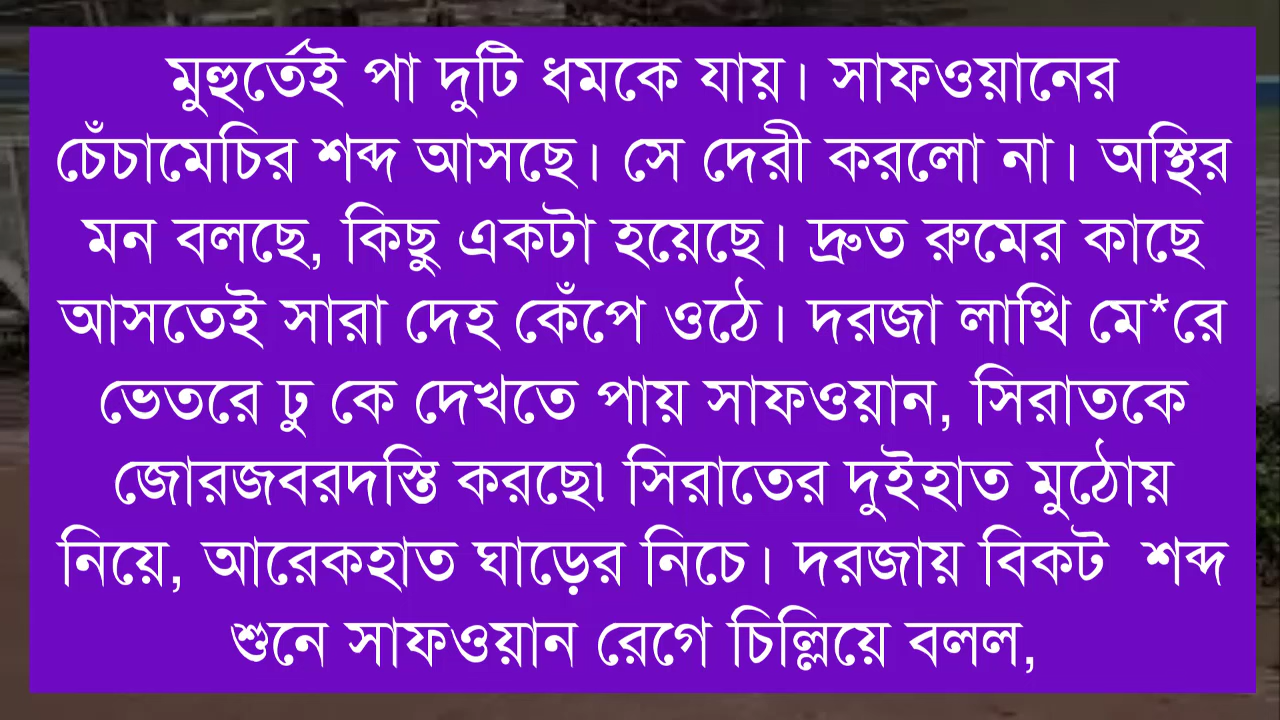 মুহুর্তেই পা দুটি ধমকে যায়। সাফওয়ানের
চেঁচামেচির শব্দ আসছে। সে দেরী করলো না। অস্থির
মন বলছে, কিছু একটা হয়েছে। দ্রুত রুমের কাছে
আসতেই সারা দেহ কেঁপে ওঠে। দরজা লাত্থি মে*রে
ভেতরে ঢু কে দেখতে পায় সাফওয়ান, সিরাতকে
জোরজবরদস্তি করছে৷ সিরাতের দুইহাত মুঠোয়
নিয়ে, আরেকহাত ঘাড়ের নিচে। দরজায় বিকট  শব্দ
শুনে সাফওয়ান রেগে চিল্লিয়ে বলল,